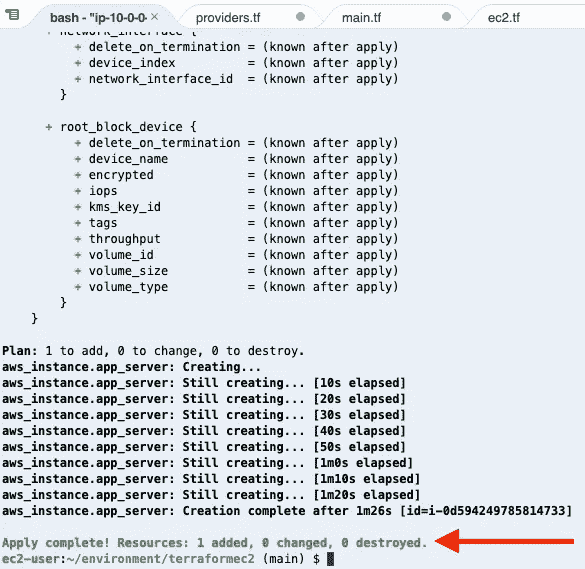 bash - "ip-10-0-0- × providers.tf main.tf ec2.tf
+ network_interface {
+ delete_on_termination = (known after apply)
+ device_index = (known after apply)
+ network_interface_id = (known after apply)
}
+ root_block_device {
+ delete_on_termination = (known after apply)
+ device_name = (known after apply)
+ encrypted = (known after apply)
+ iops = (known after apply)
+ kms_key_id = (known after apply)
+ tags = (known after apply)
+ throughput = (known after apply)
+ volume_id = (known after apply)
+ volume_size = (known after apply)
+ volume_type = (known after apply)
}
}
Plan: 1 to add, 0 to change, 0 to destroy.
aws_instance.app_server: Creating...
aws_instance.app_server: Still creating... [10s elapsed]
aws_instance.app_server: Still creating... [20s elapsed]
aws_instance.app_server: Still creating... [30s elapsed]
aws_instance.app_server: Still creating... [40s elapsed]
aws_instance.app_server: Still creating... [50s elapsed]
aws_instance.app_server: Still creating... [1m0s elapsed]
aws_instance.app_server: Still creating... [1m10s elapsed]
aws_instance.app_server: Still creating... [1m20s elapsed]
aws_instance.app_server: Creation complete after 1m26s [id=i-0d594249785814733]
Apply complete! Resources: 1 added, 0 changed, 0 destroyed.
ec2-user:~/environment/terraformec2 (main) $